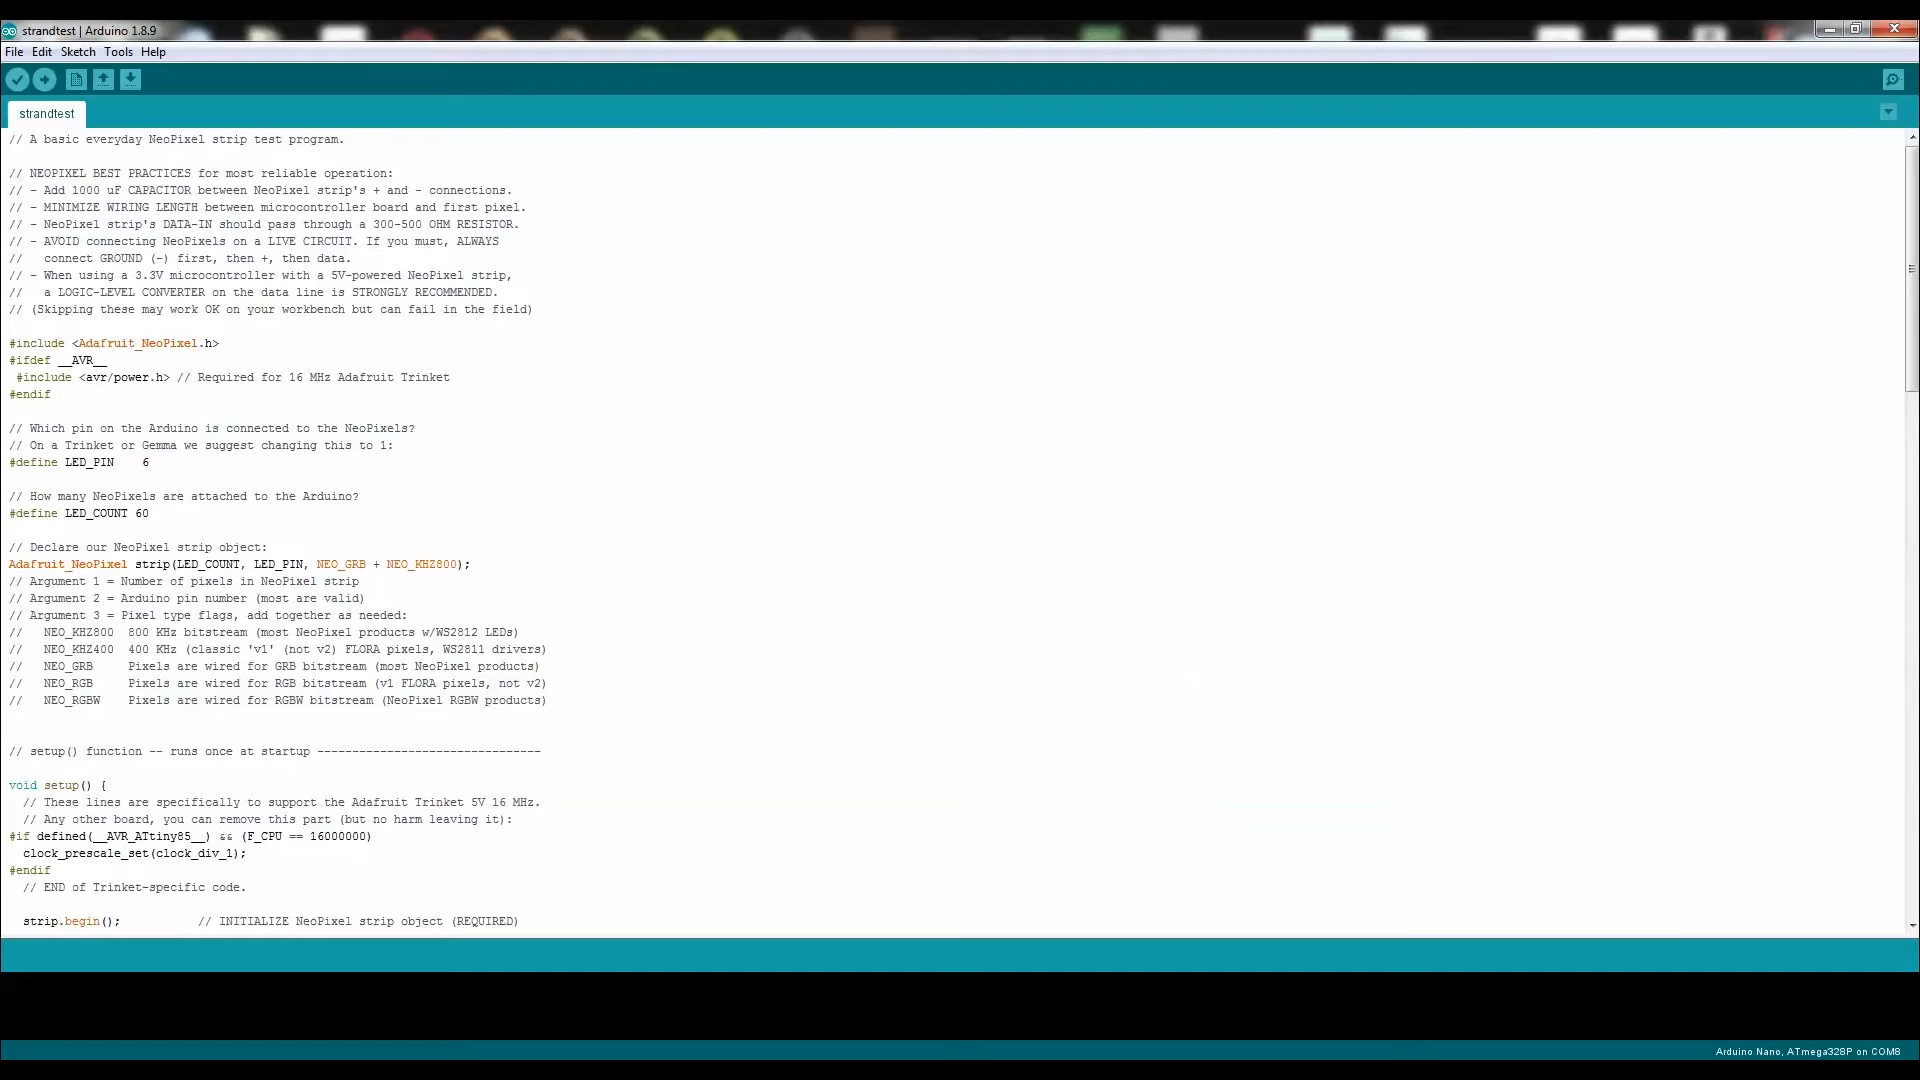 strandtest | Arduino 1.8.9
File Edit Sketch Tools Help
strandtest
// A basic everyday NeoPixel strip test program.
// NEOPIXEL BEST PRACTICES for most reliable operation:
// - Add 1000 uF CAPACITOR between NeoPixel strip's + and - connections.
// - MINIMIZE WIRING LENGTH between microcontroller board and first pixel.
// - NeoPixel strip's DATA-IN should pass through a 300-500 OHM RESISTOR.
// - AVOID connecting NeoPixels on a LIVE CIRCUIT. If you must, ALWAYS
//   connect GROUND (-) first, then +, then data.
// - When using a 3.3V microcontroller with a 5V-powered NeoPixel strip,
//   a LOGIC-LEVEL CONVERTER on the data line is STRONGLY RECOMMENDED.
// (Skipping these may work OK on your workbench but can fail in the field)
#include <Adafruit_NeoPixel.h>
#ifdef __AVR__
 #include <avr/power.h> // Required for 16 MHz Adafruit Trinket
#endif
// Which pin on the Arduino is connected to the NeoPixels?
// On a Trinket or Gemma we suggest changing this to 1:
#define LED_PIN    6
// How many NeoPixels are attached to the Arduino?
#define LED_COUNT 60
// Declare our NeoPixel strip object:
Adafruit_NeoPixel strip(LED_COUNT, LED_PIN, NEO_GRB + NEO_KHZ800);
// Argument 1 = Number of pixels in NeoPixel strip
// Argument 2 = Arduino pin number (most are valid)
// Argument 3 = Pixel type flags, add together as needed:
//   NEO_KHZ800  800 KHz bitstream (most NeoPixel products w/WS2812 LEDs)
//   NEO_KHZ400  400 KHz (classic 'v1' (not v2) FLORA pixels, WS2811 drivers)
//   NEO_GRB     Pixels are wired for GRB bitstream (most NeoPixel products)
//   NEO_RGB     Pixels are wired for RGB bitstream (v1 FLORA pixels, not v2)
//   NEO_RGBW    Pixels are wired for RGBW bitstream (NeoPixel RGBW products)
// setup() function -- runs once at startup --------------------------------
void setup() {
  // These lines are specifically to support the Adafruit Trinket 5V 16 MHz.
  // Any other board, you can remove this part (but no harm leaving it):
#if defined(__AVR_ATtiny85__) && (F_CPU == 16000000)
  clock_prescale_set(clock_div_1);
#endif
  // END of Trinket-specific code.
  strip.begin();           // INITIALIZE NeoPixel strip object (REQUIRED)
Arduino Nano, ATmega328P on COM8